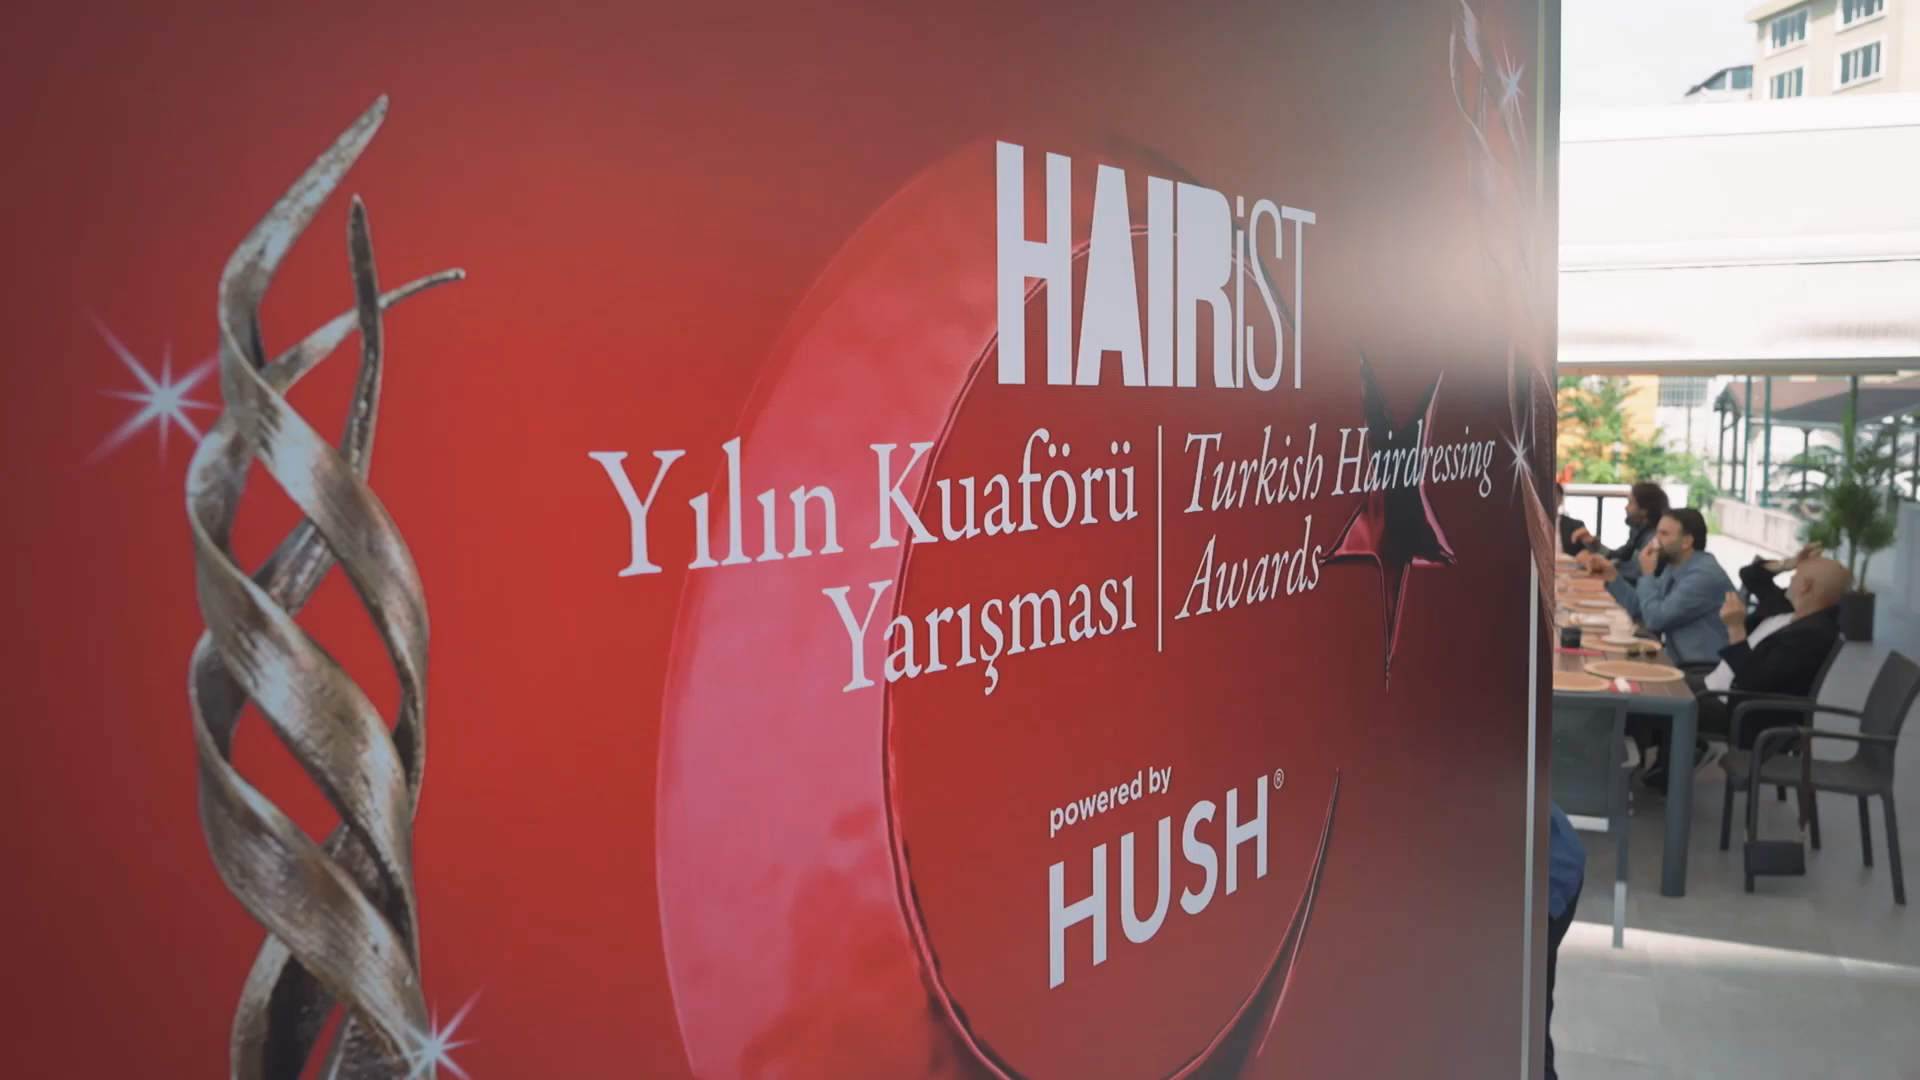 HAIRiST
Yılın Kuaförü
Yarışması
Turkish Hairdressing
Awards
powered by
HUSH®